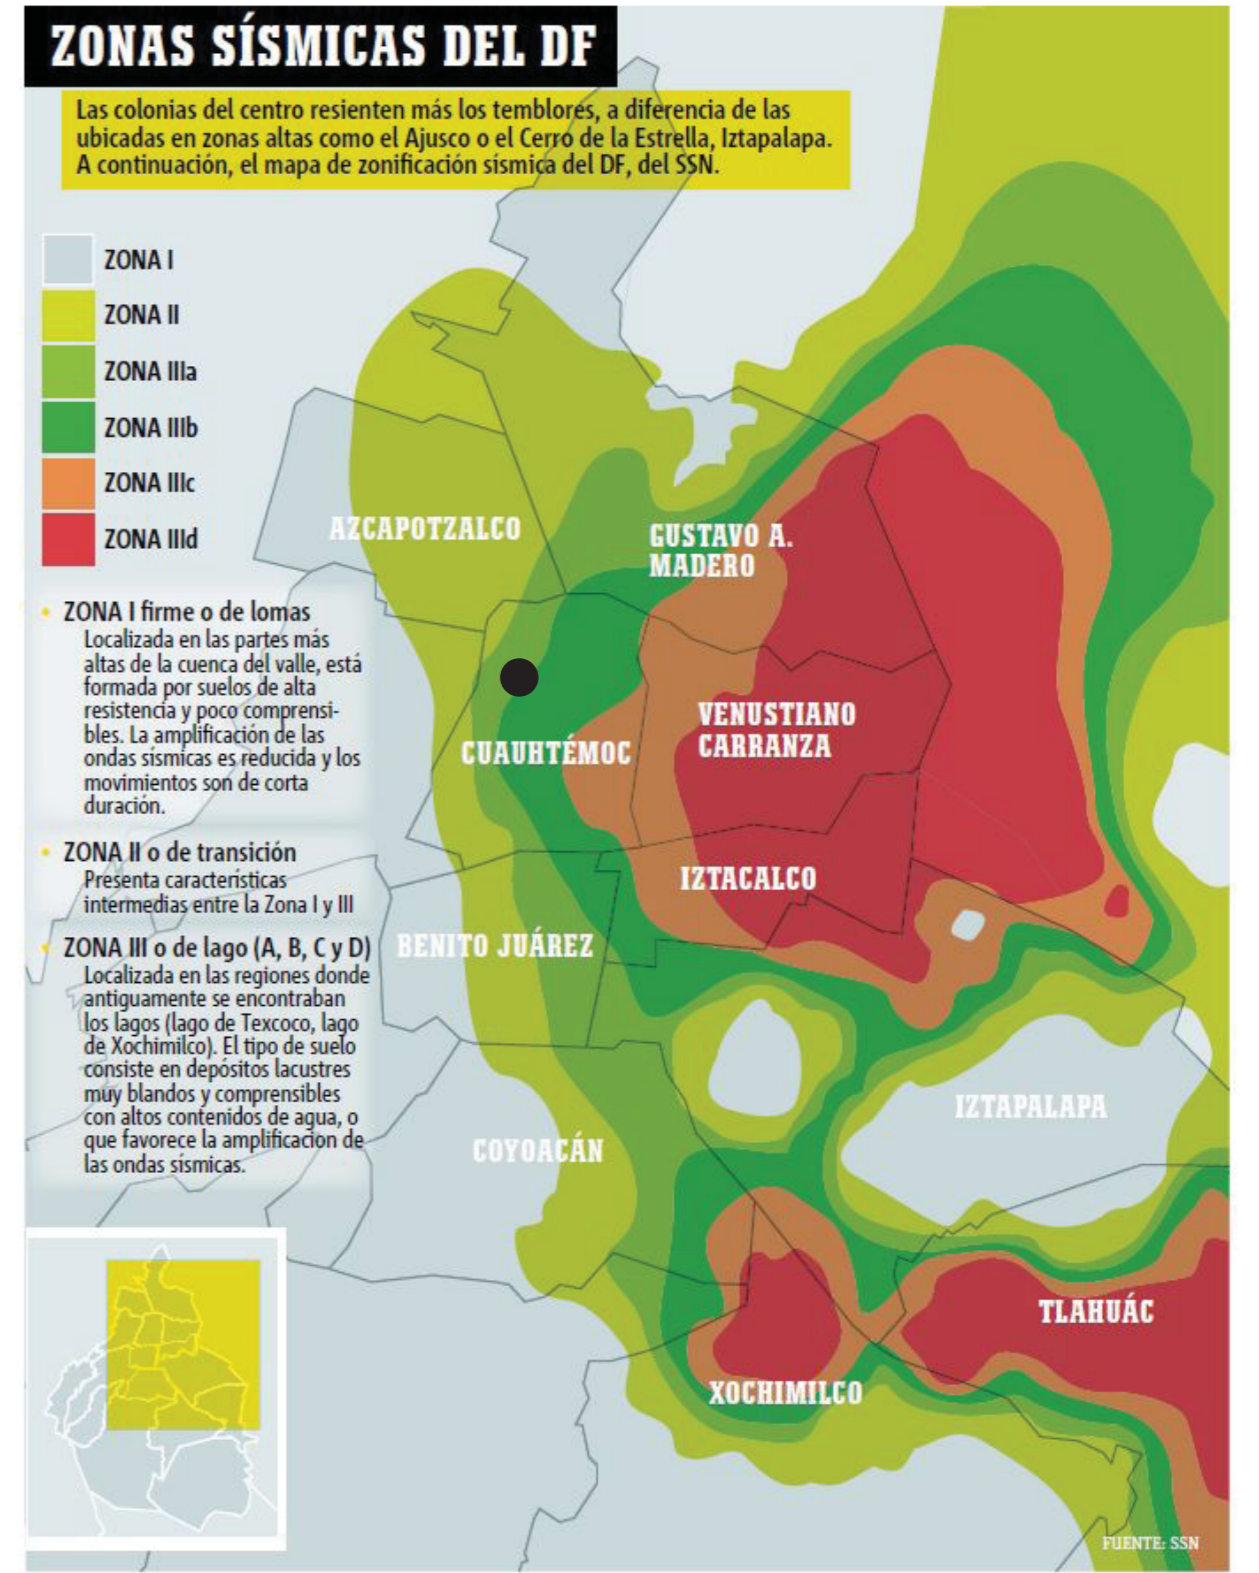 ZONAS SÍSMICAS DEL DF
Las colonias del centro resienten más los temblores, a diferencia de las
ubicadas en zonas altas como el Ajusco o el Cerro de la Estrella, Iztapalapa.
A continuación, el mapa de zonificación sísmica del DF, del SSN.
ZONA I
ZONA II
ZONA IIIa
ZONA IIIb
ZONA IIIc
ZONA IIId
• ZONA I firme o de lomas
Localizada en las partes más
altas de la cuenca del valle, está
formada por suelos de alta
resistencia y poco comprensi-
bles. La amplificación de las
ondas sísmicas es reducida y los
movimientos son de corta
duración.
• ZONA II o de transición
Presenta características
intermedias entre la Zona I y III
• ZONA III o de lago (A, B, C y D)
Localizada en las regiones donde
antiguamente se encontraban
los lagos (lago de Texcoco, lago
de Xochimilco). El tipo de suelo
consiste en depósitos lacustres
muy blandos y comprensibles
con altos contenidos de agua, o
que favorece la amplificación de
las ondas sísmicas.
AZCAPOTZALCO
GUSTAVO A.
MADERO
VENUSTIANO
CARRANZA
CUAUHTÉMOC
IZTACALCO
BENITO JUÁREZ
IZTAPALAPA
COYOACÁN
TLAHUÁC
XOCHIMILCO
FUENTE: SSN